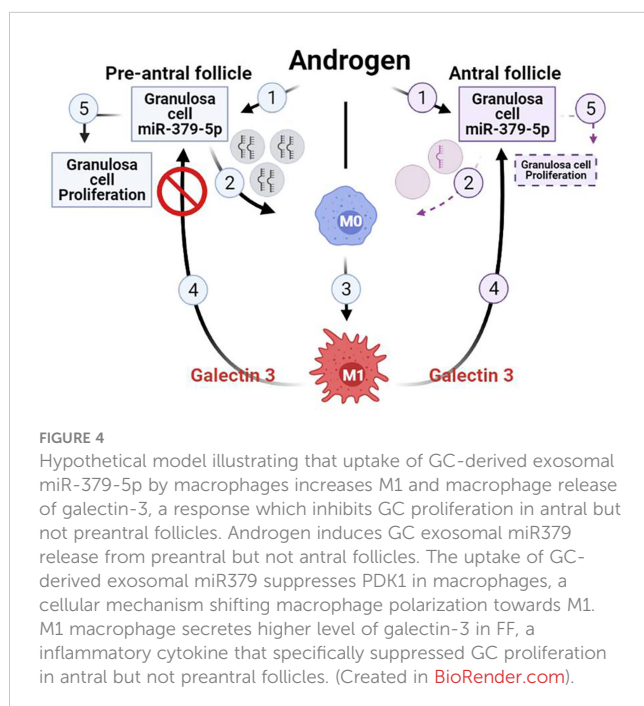 Androgen
Pre-antral follicle
Antral follicle
5
Granulosa
cell
miR-379-5p
1
1
Granulosa
cell
miR-379-5p
5
Granulosa
cell
Proliferation
2
2
Granulosa cell
Proliferation
M0
4
3
4
Galectin 3
M1
Galectin 3
FIGURE 4
Hypothetical model illustrating that uptake of GC-derived exosomal
miR-379-5p by macrophages increases M1 and macrophage release
of galectin-3, a response which inhibits GC proliferation in antral but
not preantral follicles. Androgen induces GC exosomal miR379
release from preantral but not antral follicles. The uptake of GC-
derived exosomal miR379 suppresses PDK1 in macrophages, a
cellular mechanism shifting macrophage polarization towards M1.
M1 macrophage secretes higher level of galectin-3 in FF, a
inflammatory cytokine that specifically suppressed GC proliferation
in antral but not preantral follicles. (Created in BioRender.com).